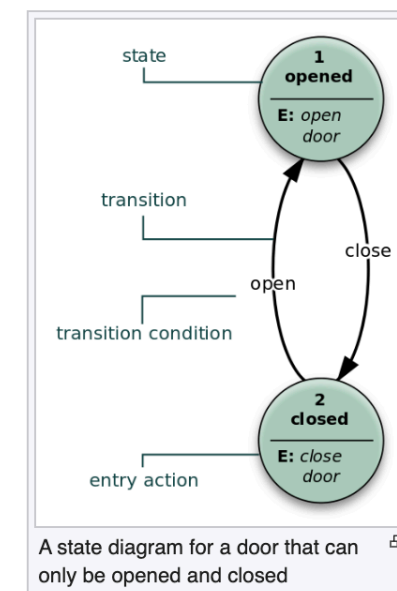 state
1
opened
E: open
door
transition
close
open
transition condition
2
closed
E: close
door
entry action
A state diagram for a door that can
only be opened and closed